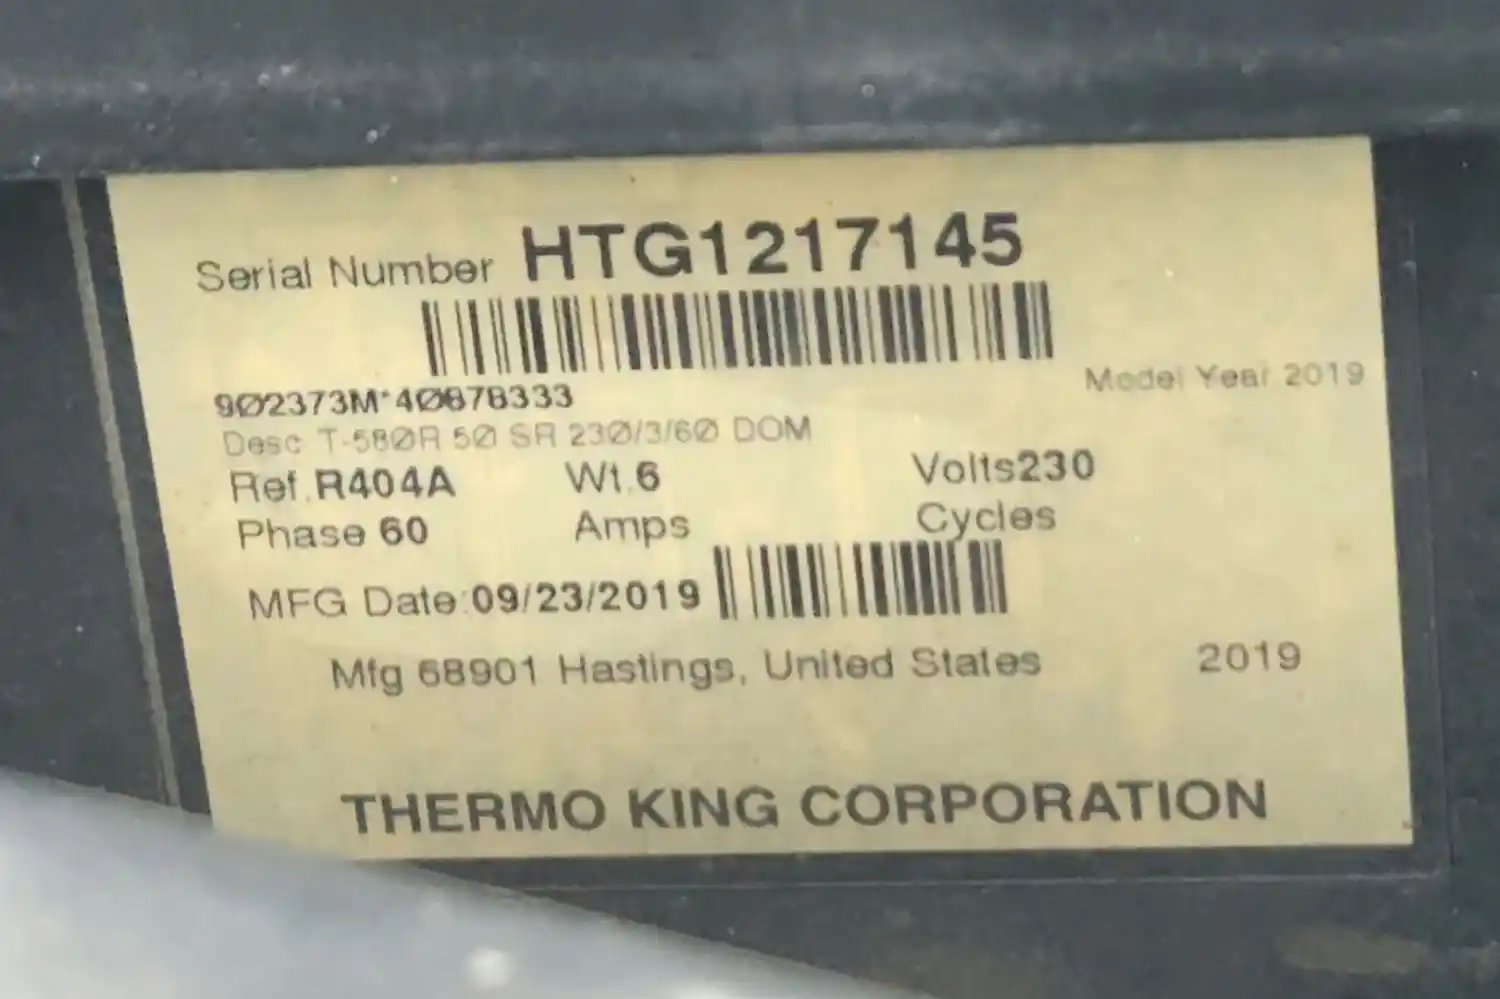 Serial Number HTG1217145
9Ø2373M*4Ø878333
Model Year 2019
Desc T-58ØR 5Ø SR 23Ø/3/6Ø DOM
Ref. R404A Wt.6 Volts230
Phase 60 Amps Cycles
MFG Date:09/23/2019
Mfg 68901 Hastings, United States 2019
THERMO KING CORPORATION